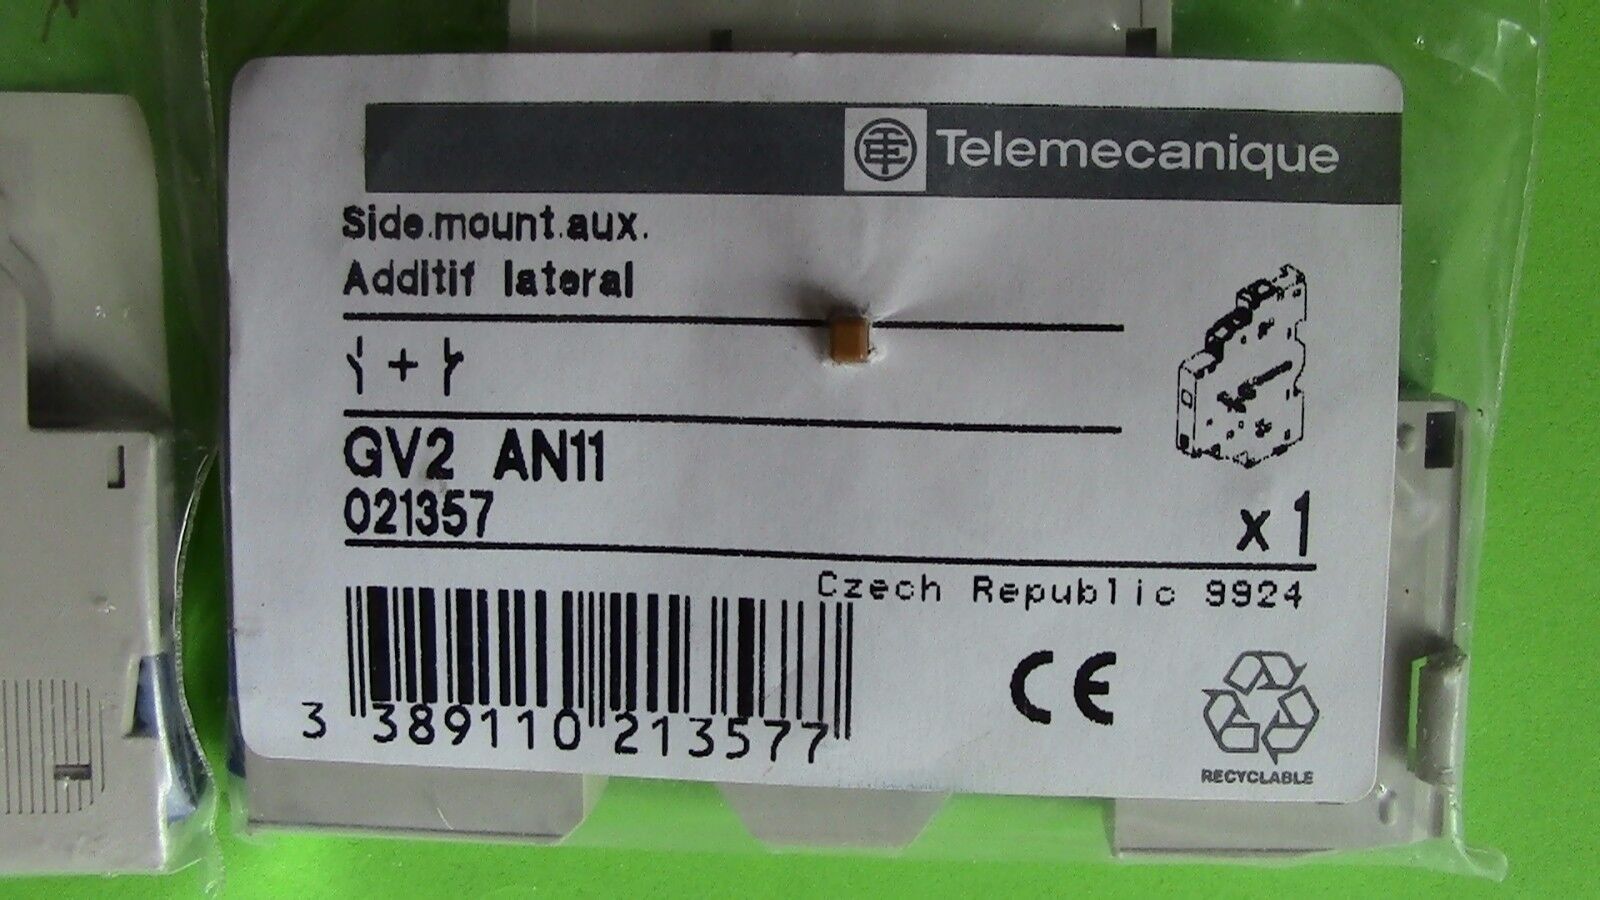 Telemecanique
Side.mount.aux.
Additif lateral
+
GV2 AN11
021357
x 1
Czech Republic 9924
3 389110 213577
CE
RECYCLABLE